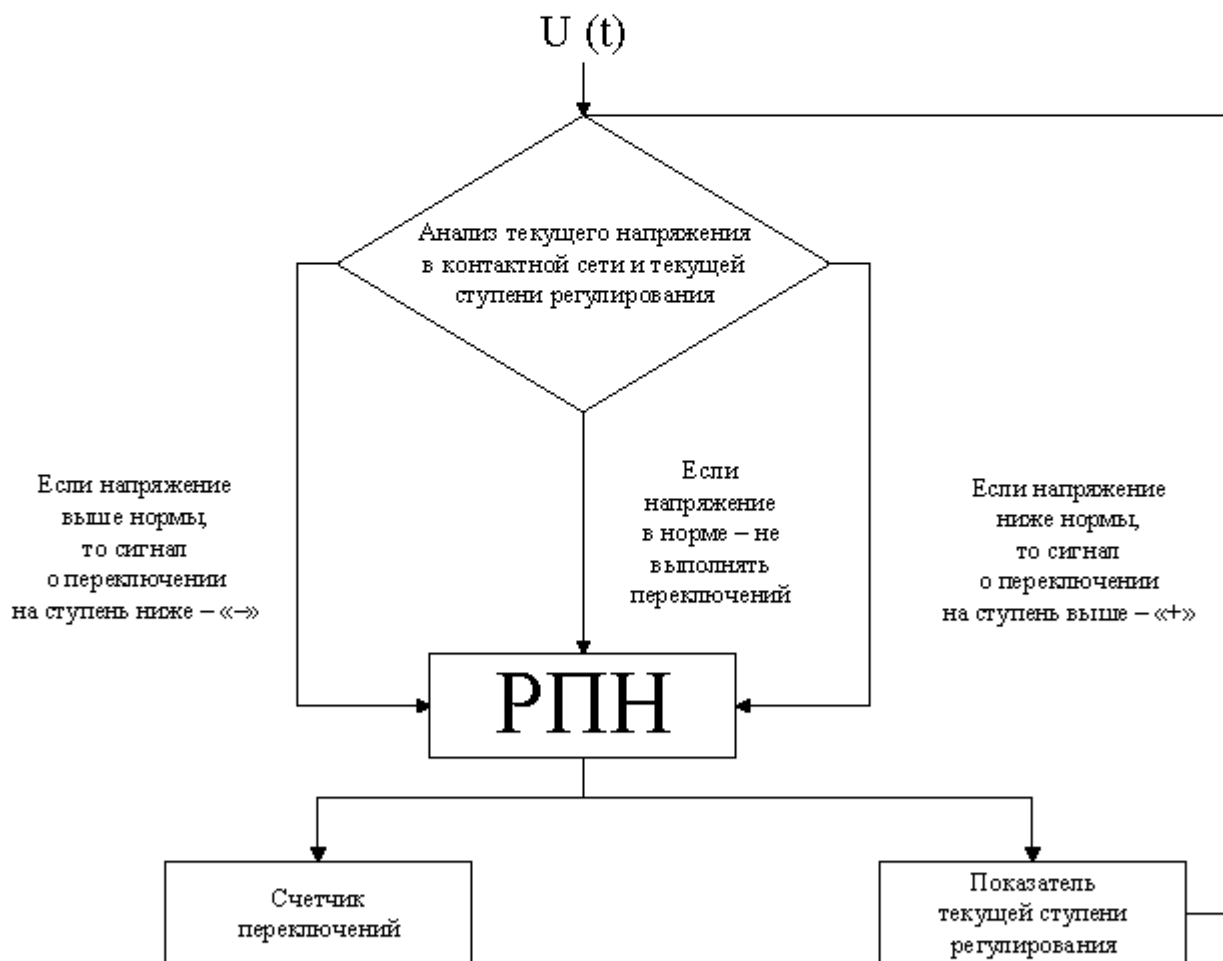 U (t)
Анализ текущего напряжения
в контактной сети и текущей
ступени регулирования
Если напряжение
выше нормы,
то сигнал
о переключении
на ступень ниже – «-»
Если
напряжение
в норме – не
выполнять
переключений
Если напряжение
ниже нормы,
то сигнал
о переключении
на ступень выше – «+»
РПН
Счетчик
переключений
Показатель
текущей ступени
регулирования